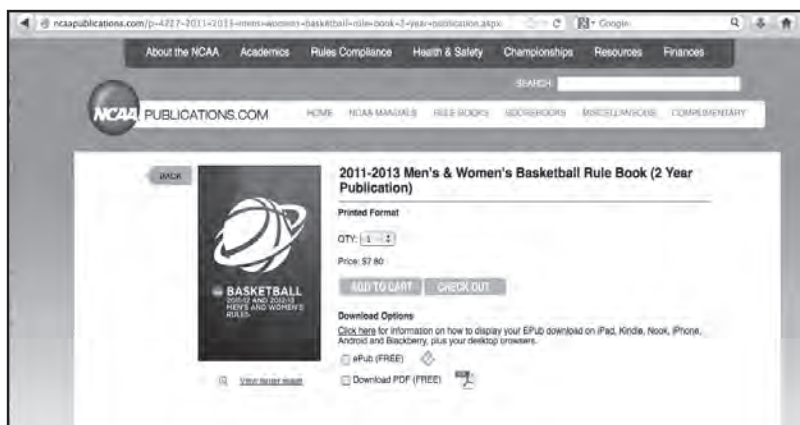 ncaapublications.com/p-4227-2011-2013-mens-womens-basketball-rule-book-2-year-publication.aspx
Google
About the NCAA Academics Rules Compliance Health & Safety Championships Resources Finances
SEARCH
NCAA PUBLICATIONS.COM HOME NCAA MANUALS RULE BOOKS SCOREBOOKS MISCELLANEOUS COMPLIMENTARY
BACK
2011-2013 Men's & Women's Basketball Rule Book (2 Year
Publication)
Printed Format
QTY: 1
Price: $7.80
ADD TO CART CHECK OUT
BASKETBALL
2011-12 AND 2012-13
MEN'S AND WOMEN'S
RULES
Download Options
Click here for information on how to display your EPub download on iPad, Kindle, Nook, iPhone,
Android and Blackberry, plus your desktop browsers.
ePub (FREE)
View larger image
Download PDF (FREE)